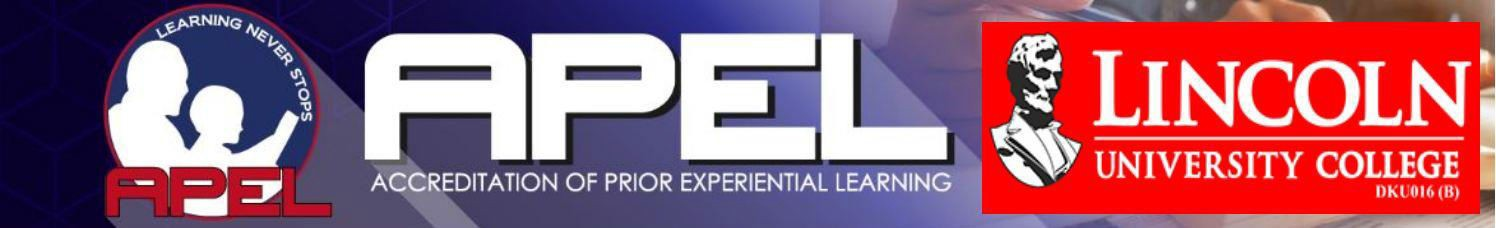 LEARNING NEVER STOPS
APEL
APEL
ACCREDITATION OF PRIOR EXPERIENTIAL LEARNING
LINCOLN
UNIVERSITY COLLEGE
DKU016 (B)